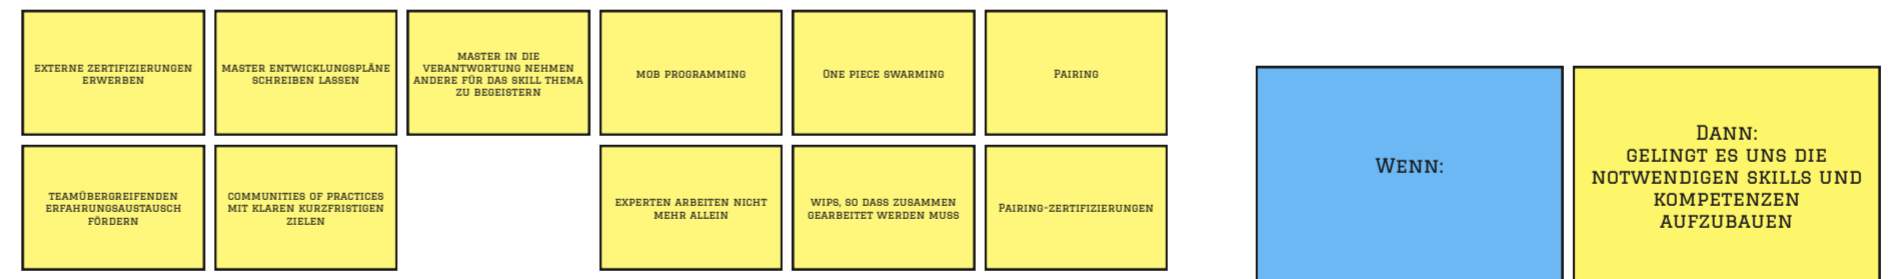 EXTERNE ZERTIFIZIERUNGEN
ERWERBEN
MASTER ENTWICKLUNGSPLÄNE
SCHREIBEN LASSEN
MASTER IN DIE
VERANTWORTUNG NEHMEN
ANDERE FÜR DAS SKILL THEMA
ZU BEGEISTERN
MOB PROGRAMMING
ONE PIECE SWARMING
PAIRING
TEAMÜBERGREIFENDEN
ERFAHRUNGSAUSTAUSCH
FÖRDERN
COMMUNITIES OF PRACTICES
MIT KLAREN KURZFRISTIGEN
ZIELEN
EXPERTEN ARBEITEN NICHT
MEHR ALLEIN
WIPS, SO DASS ZUSAMMEN
GEARBEITET WERDEN MUSS
PAIRING-ZERTIFIZIERUNGEN
WENN:
DANN:
GELINGT ES UNS DIE
NOTWENDIGEN SKILLS UND
KOMPETENZEN
AUFZUBAUEN